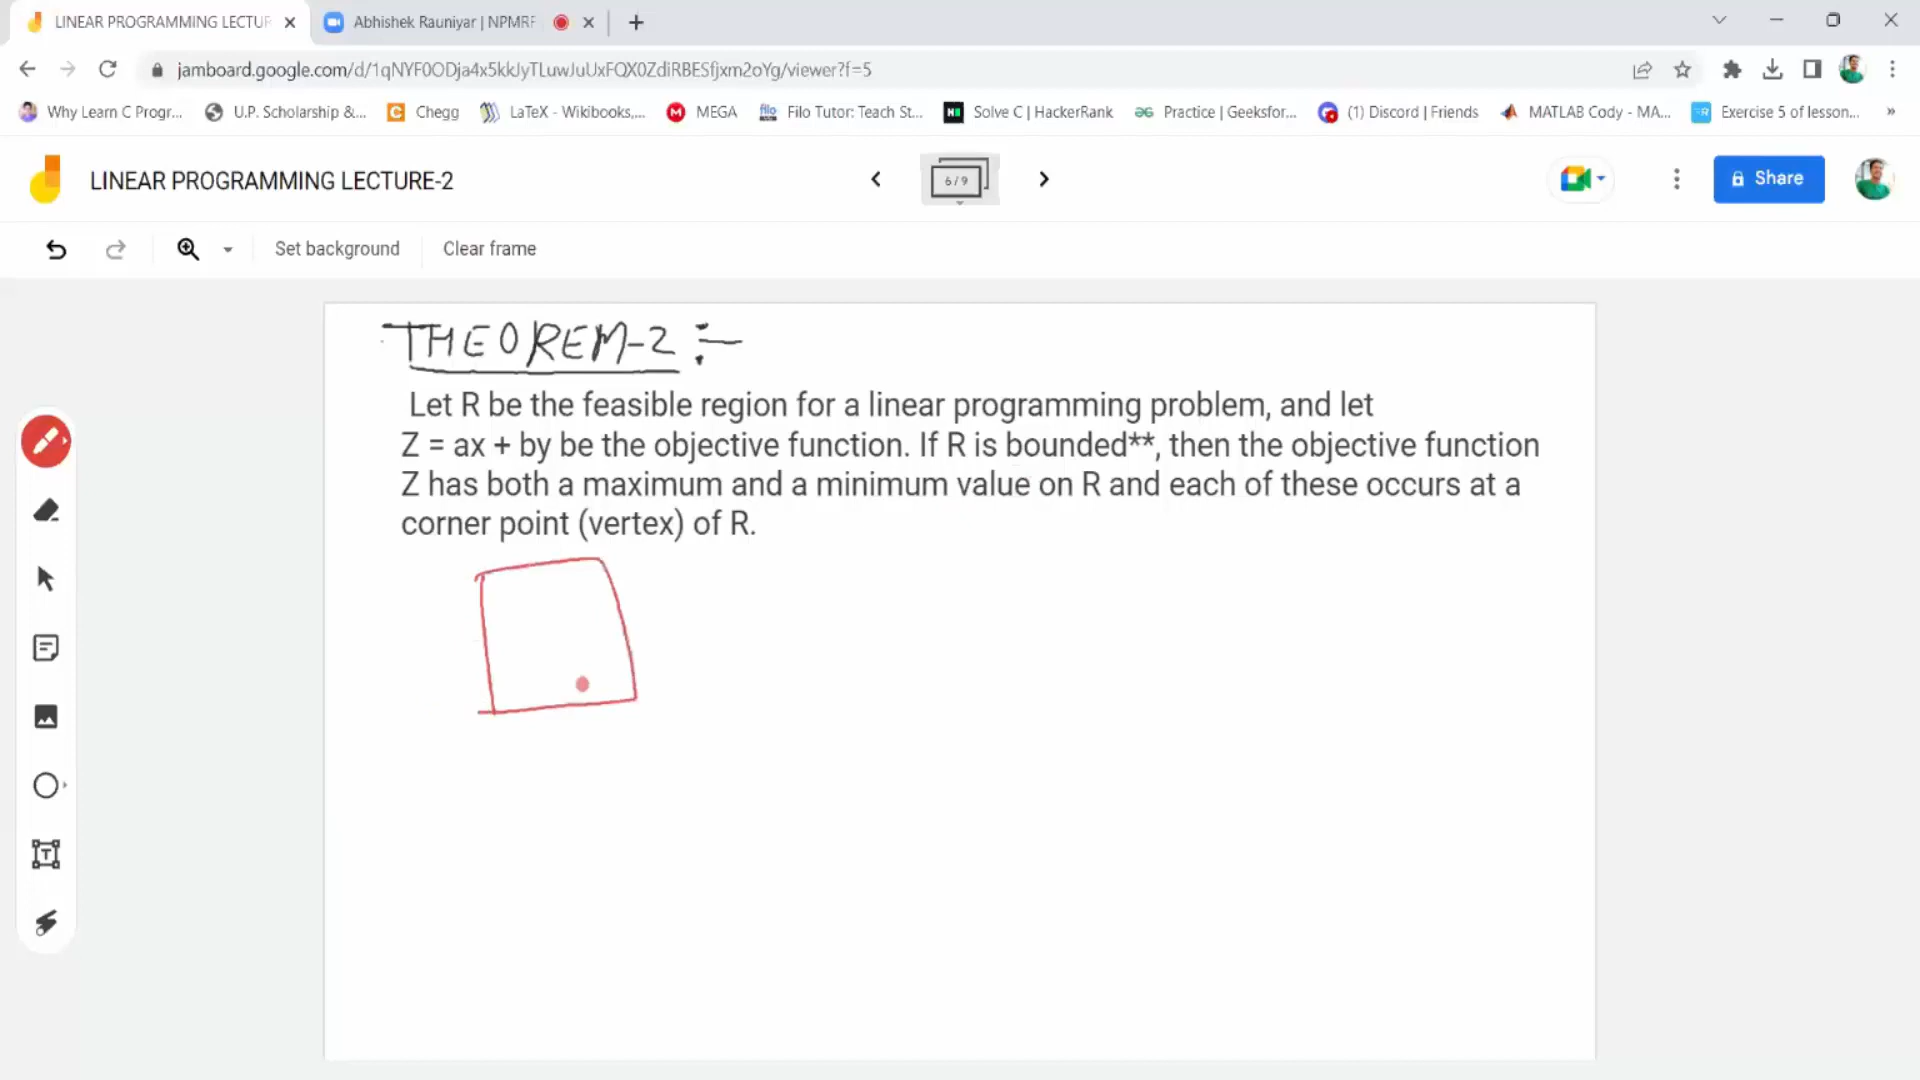 LINEAR PROGRAMMING LECTUR
Abhishek Rauniyar | NPMRF
jamboard.google.com/d/1qNYF0ODja4x5kkJyTLuwJuUxFQX0ZdiRBESfjxm2oYg/viewer?f=5
Why Learn C Progr... U.P. Scholarship &... Chegg LaTeX - Wikibooks,... MEGA Filo Tutor: Teach St... Solve C | HackerRank Practice | Geeksfor... (1) Discord | Friends MATLAB Cody - MA... Exercise 5 of lesson...
LINEAR PROGRAMMING LECTURE-2
6 / 9
Share
Set background Clear frame
THEOREM-2 :-
Let R be the feasible region for a linear programming problem, and let
Z = ax + by be the objective function. If R is bounded**, then the objective function
Z has both a maximum and a minimum value on R and each of these occurs at a
corner point (vertex) of R.